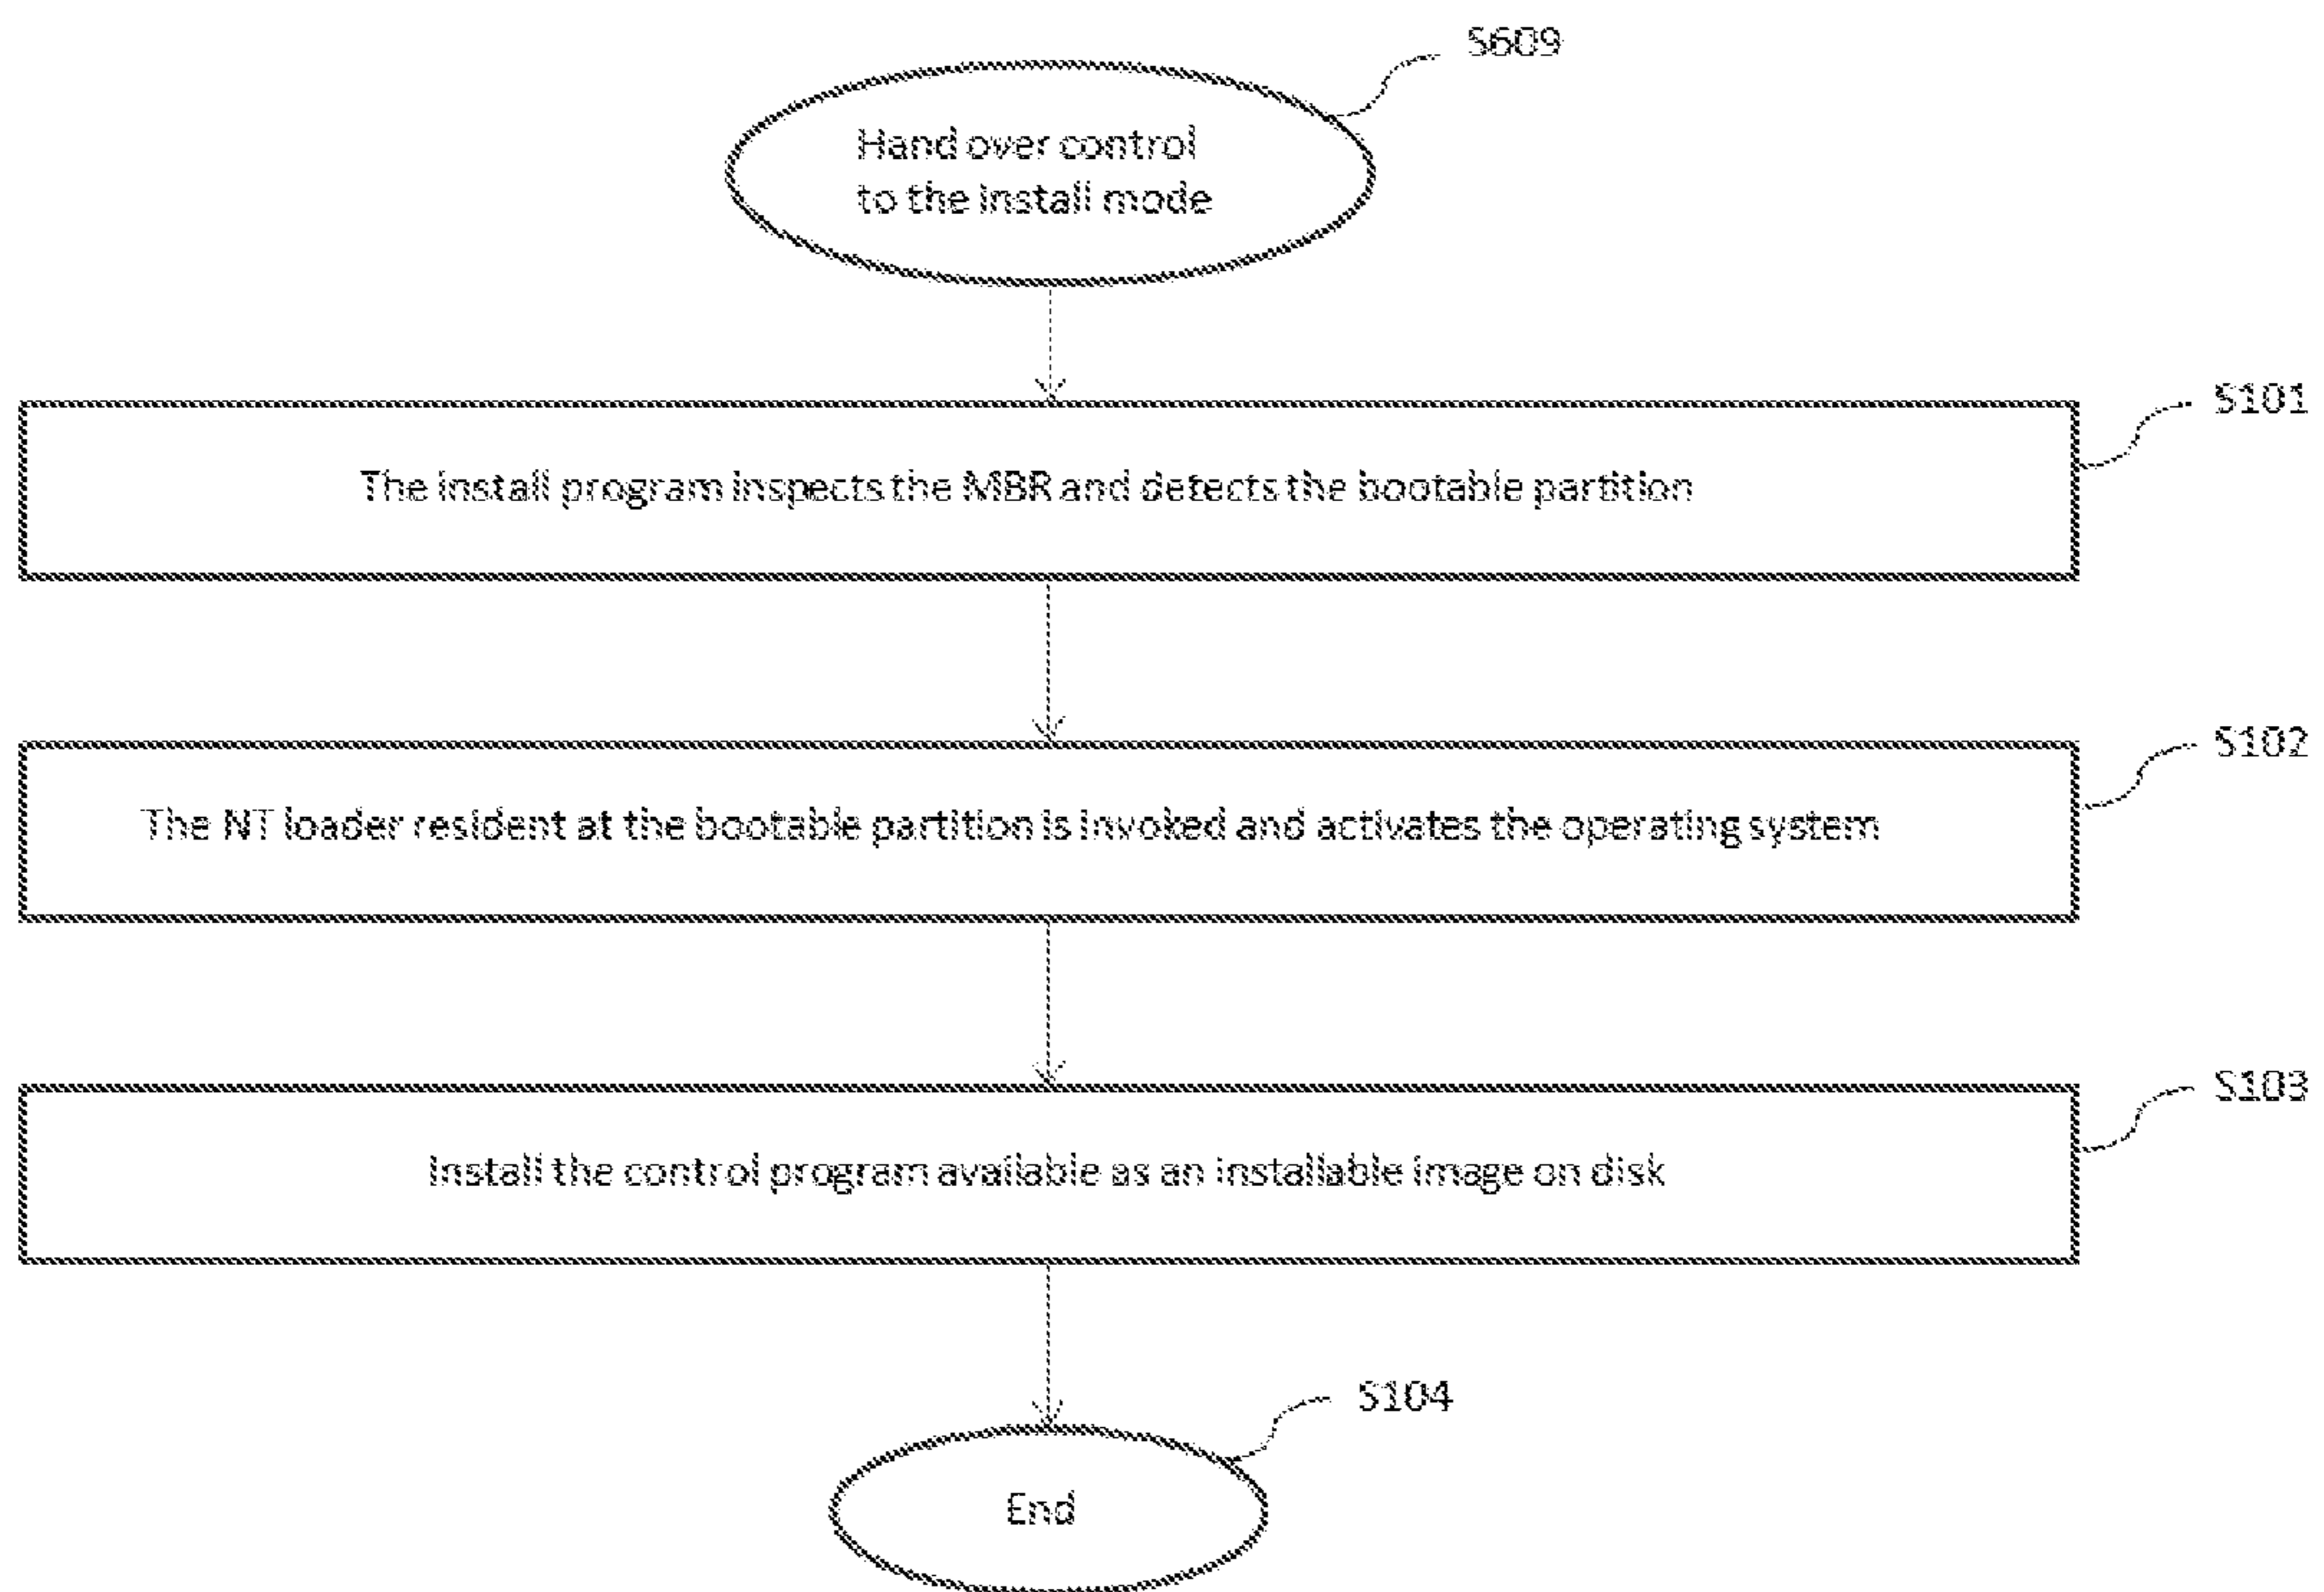 S609
Hand over control
to the install mode
S101
The install program inspects the MBR and detects the bootable partition
S102
The NT loader resident at the bootable partition is invoked and activates the operating system
S103
Install the control program available as an installable image on disk
S104
End